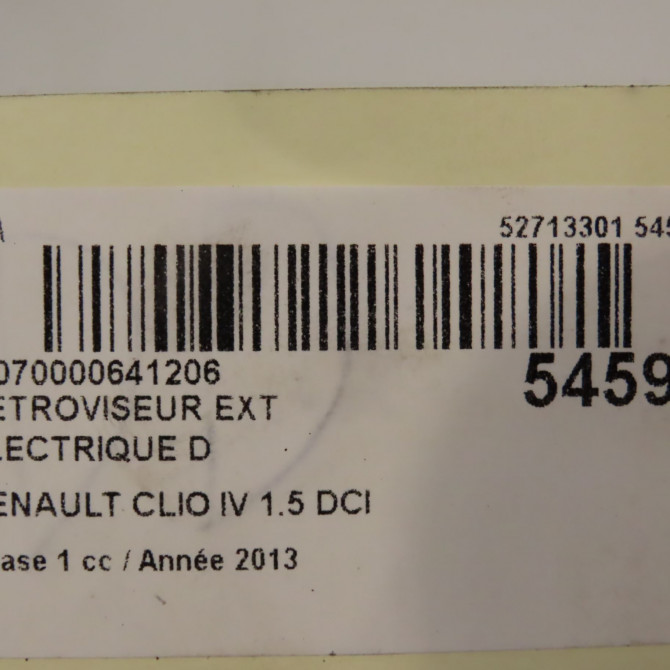 52713301 545
070000641206
5459
ETROVISEUR EXT
LECTRIQUE D
ENAULT CLIO IV 1.5 DCI
ase 1 cc / Année 2013